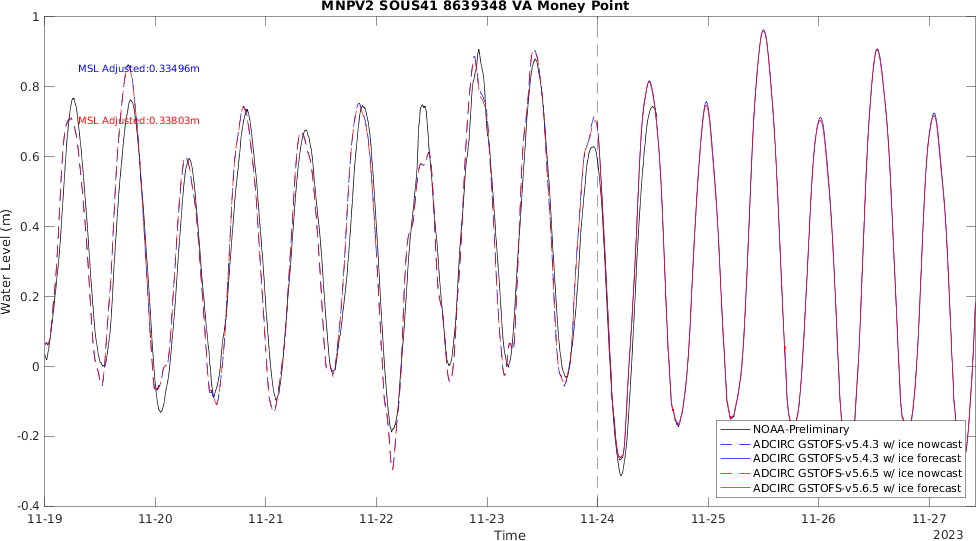 MNPV2 SOUS41 8639348 VA Money Point
1
0.8
0.6
0.4
0.2
0
-0.2
-0.4
Water Level (m)
MSL Adjusted:0.33496m
MSL Adjusted:0.33803m
NOAA-Preliminary
ADCIRC GSTOFS-v5.4.3 w/ ice nowcast
ADCIRC GSTOFS-v5.4.3 w/ ice forecast
ADCIRC GSTOFS-v5.6.5 w/ ice nowcast
ADCIRC GSTOFS-v5.6.5 w/ ice forecast
11-19 11-20 11-21 11-22 11-23 11-24 11-25 11-26 11-27
Time
2023